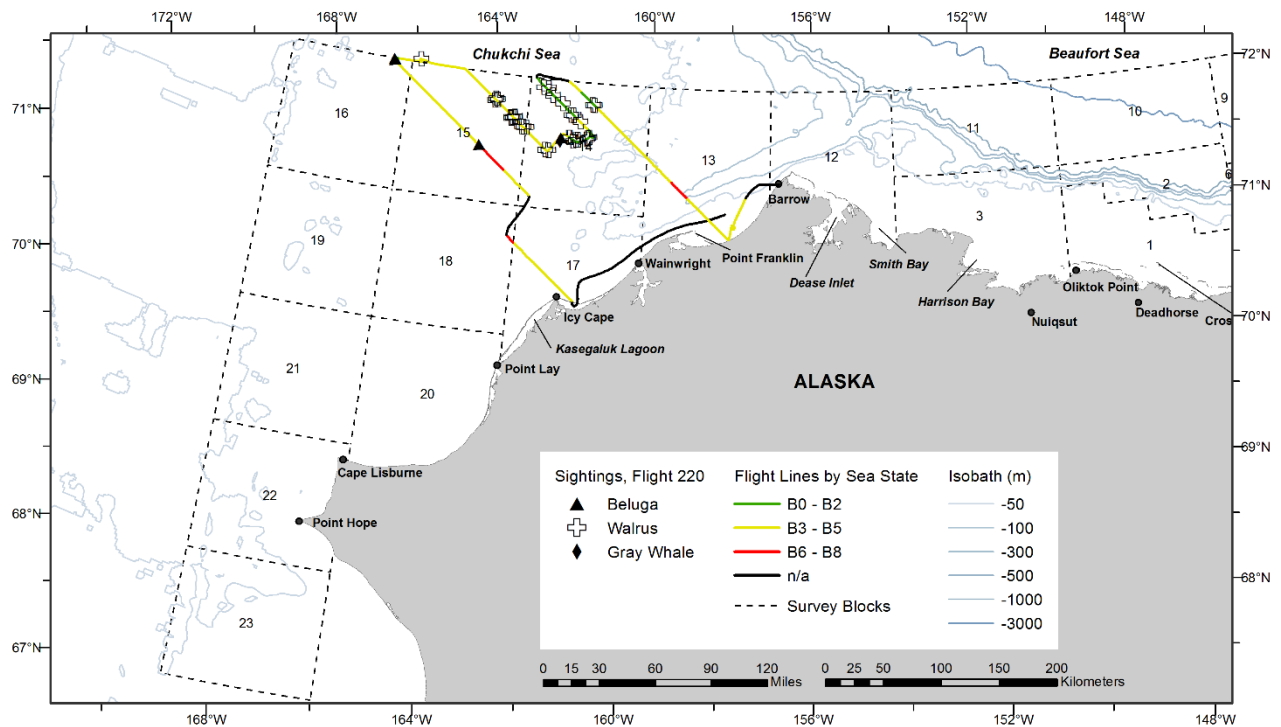 172°W 168°W 164°W 160°W 156°W 152°W 148°W
Chukchi Sea Beaufort Sea
72°N
71°N
16
15
13
12
11
10
9
2
6
71°N
Barrow
3
1
19
18
17
70°N
Wainwright
Point Franklin
Dease Inlet
Smith Bay
Harrison Bay
Oliktok Point
Nuiqsut
Deadhorse
Cros
70°N
Icy Cape
Kasegaluk Lagoon
Point Lay
21
20
69°N
ALASKA
69°N
Cape Lisburne
22
Point Hope
68°N
68°N
23
67°N
Sightings, Flight 220
Beluga
Walrus
Gray Whale
Flight Lines by Sea State
B0 - B2
B3 - B5
B6 - B8
n/a
Survey Blocks
Isobath (m)
-50
-100
-300
-500
-1000
-3000
0 15 30 60 90 120
Miles
0 25 50 100 150 200
Kilometers
168°W 164°W 160°W 156°W 152°W 148°W